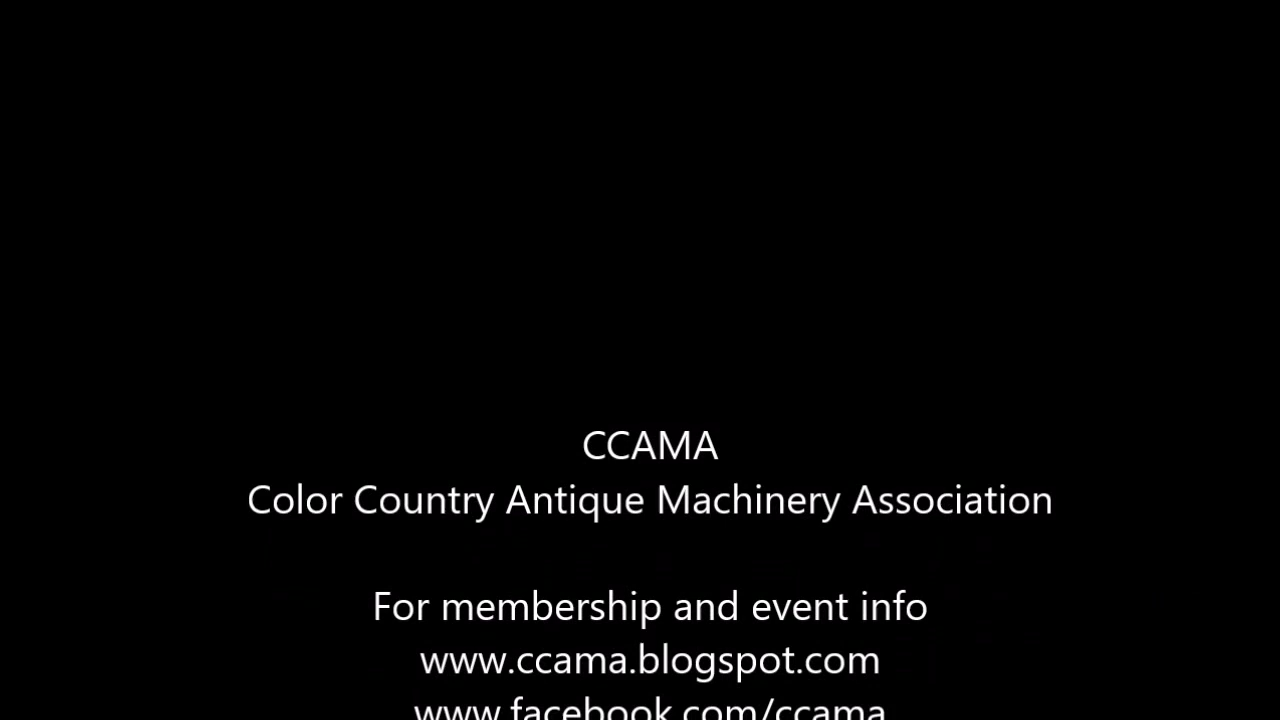 CCAMA
Color Country Antique Machinery Association
For membership and event info
www.ccama.blogspot.com
www.facebook.com/ccama